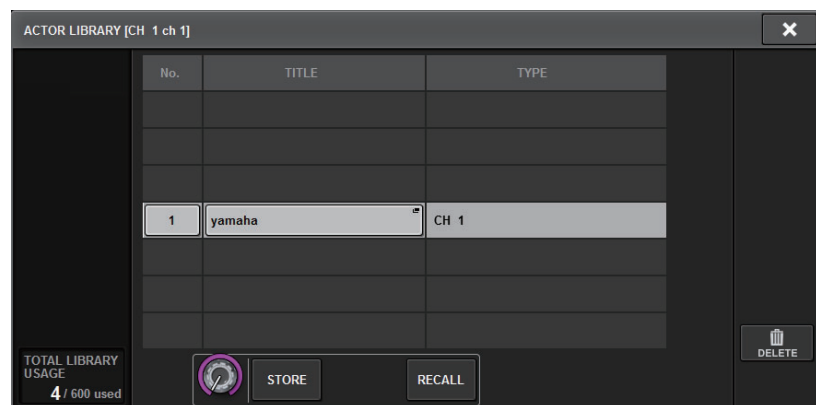 ACTOR LIBRARY [CH 1 ch 1]
No. TITLE TYPE
1 yamaha CH 1
DELETE
TOTAL LIBRARY
USAGE
4 / 600 used
STORE RECALL